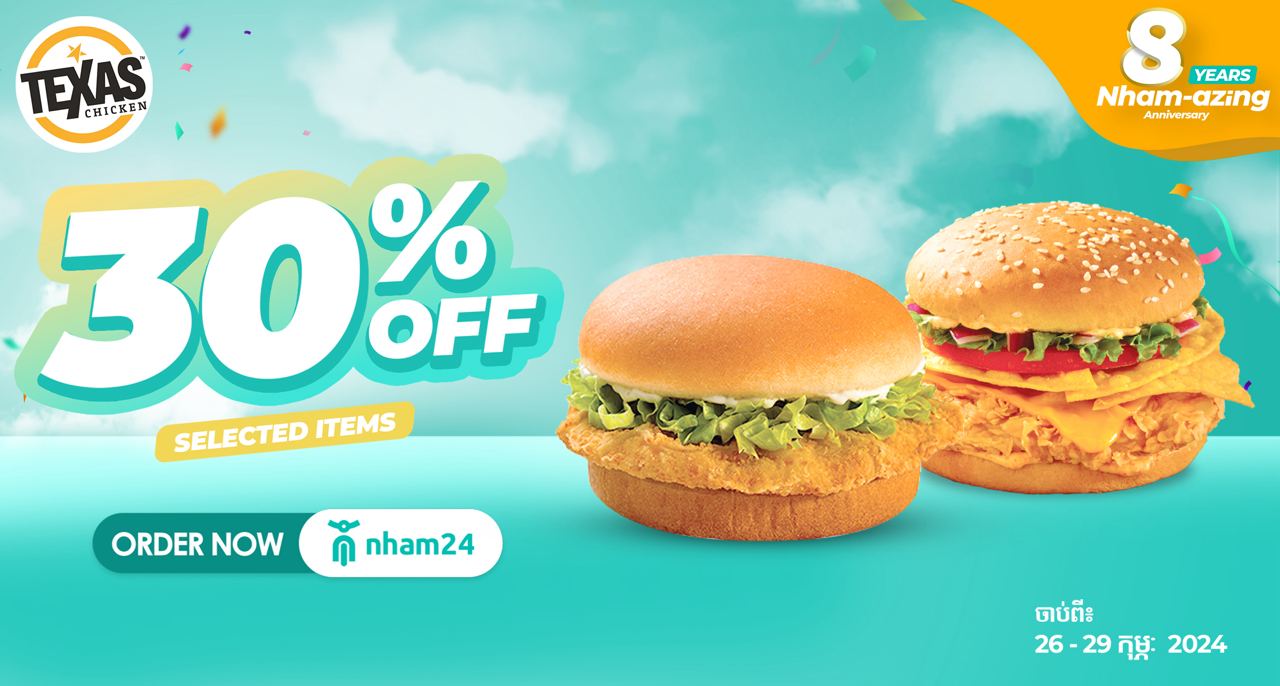 TEXAS
CHICKEN
8
YEARS
Nham-azing
Anniversary
30%
OFF
SELECTED ITEMS
ORDER NOW
nham24
ចាប់ពី៖
26 - 29 កុម្ភៈ 2024